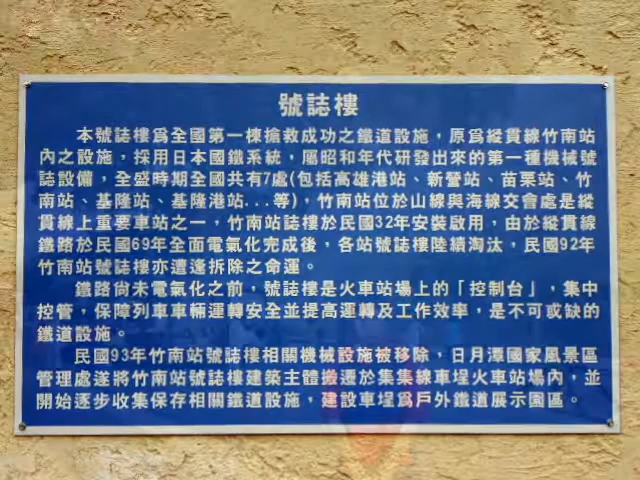 號誌樓
本號誌樓為全國第一棟搶救成功之鐵道設施，原為縱貫線竹南站
內之設施，採用日本國鐵系統，屬昭和年代研發出來的第一種機械號
誌設備，全盛時期全國共有7處(包括高雄港站、新營站、苗栗站、竹
南站、基隆站、基隆港站...等)，竹南站位於山線與海線交會處是縱
貫線上重要車站之一，竹南站號誌樓於民國32年安裝啟用，由於縱貫線
鐵路於民國69年全面電氣化完成後，各站號誌樓陸續淘汰，民國92年
竹南站號誌樓亦遭逢拆除之命運。
鐵路尚未電氣化之前，號誌樓是火車站場上的「控制台」，集中
控管，保障列車車輛運轉安全並提高運轉及工作效率，是不可或缺的
鐵道設施。
民國93年竹南站號誌樓相關機械設施被移除，日月潭國家風景區
管理處遂將竹南站號誌樓建築主體搬遷於集集線車埕火車站場內，並
開始逐步收集保存相關鐵道設施，建設車埕為戶外鐵道展示園區。